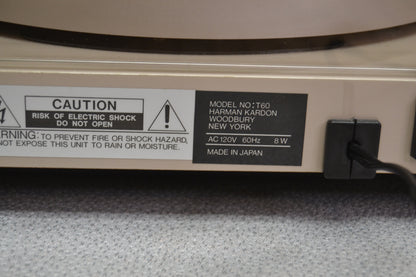 CAUTION
RISK OF ELECTRIC SHOCK
DO NOT OPEN
WARNING: TO PREVENT FIRE OR SHOCK HAZARD,
NOT EXPOSE THIS UNIT TO RAIN OR MOISTURE.
MODEL NO: T60
HARMAN KARDON
WOODBURY
NEW YORK
AC 120V 60Hz 8W
MADE IN JAPAN